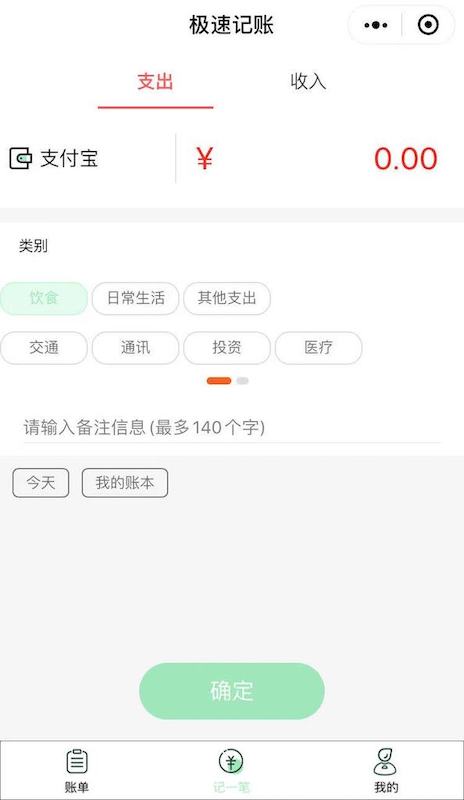 极速记账
支出 收入
支付宝 ¥ 0.00
类别
饮食 日常生活 其他支出
交通 通讯 投资 医疗
请输入备注信息(最多140个字)
今天 我的账本
确定
¥
账单 记一笔 我的